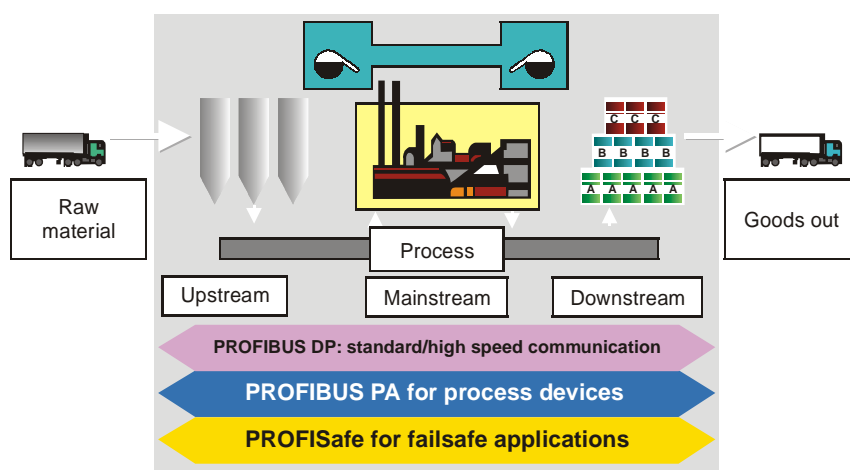 C C C
B B B B
A A A A A
Raw
material
Goods out
Process
Upstream
Mainstream
Downstream
PROFIBUS DP: standard/high speed communication
PROFIBUS PA for process devices
PROFISafe for failsafe applications